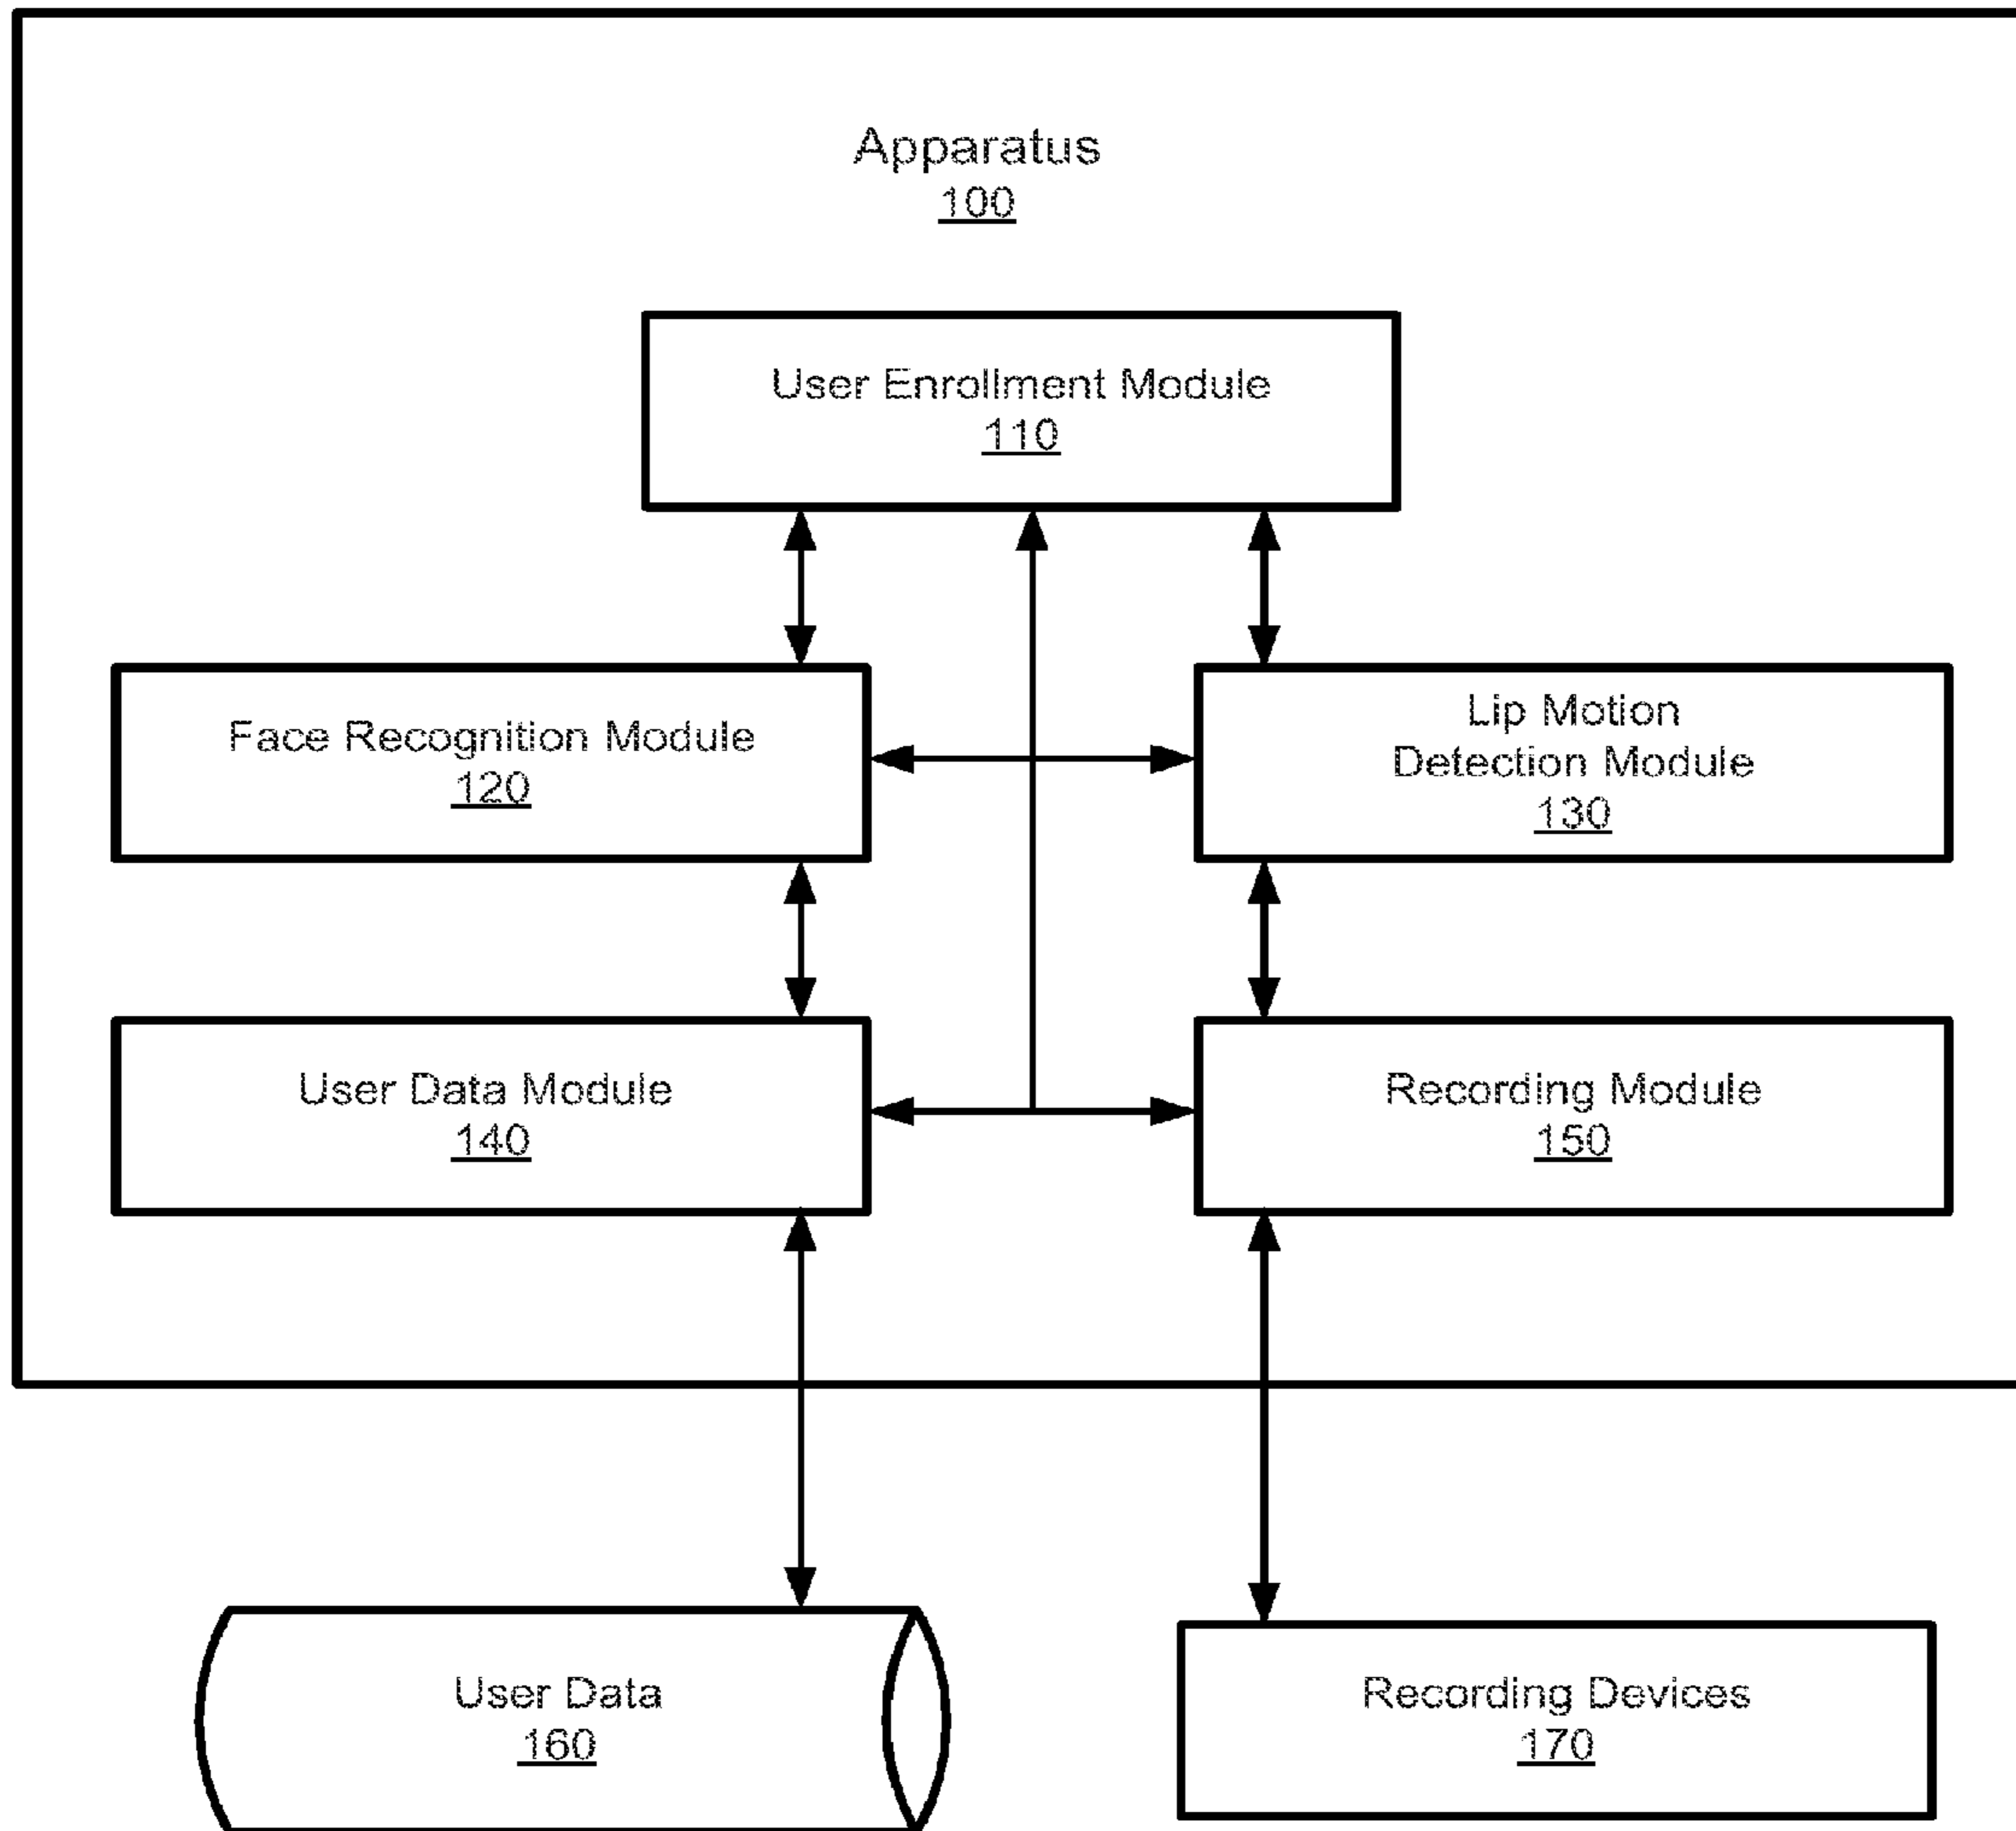 Apparatus
100
User Enrollment Module
110
Face Recognition Module
120
Lip Motion
Detection Module
130
User Data Module
140
Recording Module
150
User Data
160
Recording Devices
170